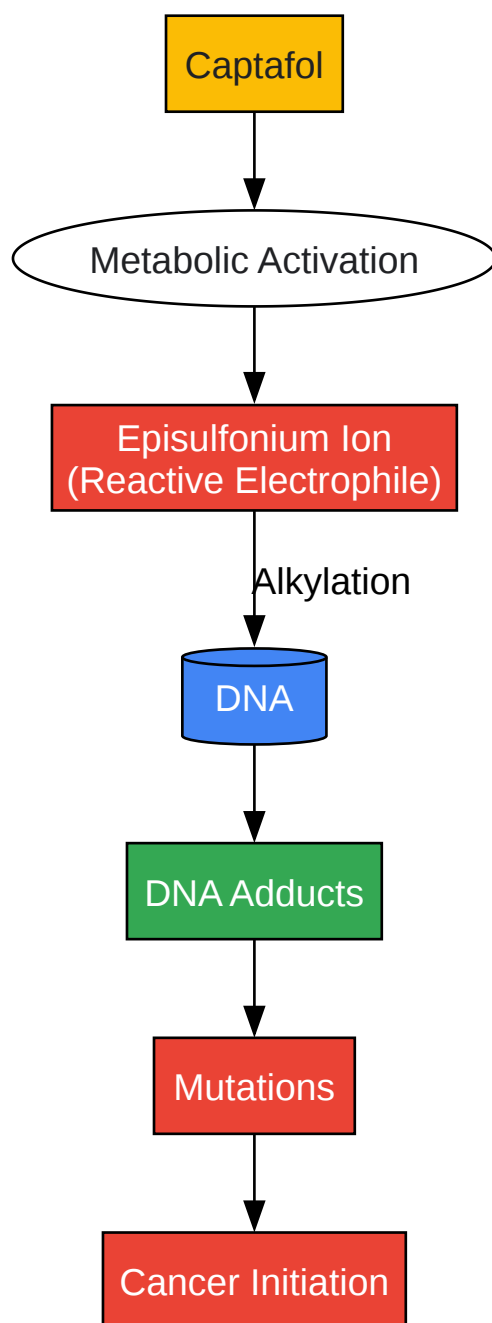 Captafol
Metabolic Activation
Episulfonium Ion
(Reactive Electrophile)
Alkylation
DNA
DNA Adducts
Mutations
Cancer Initiation